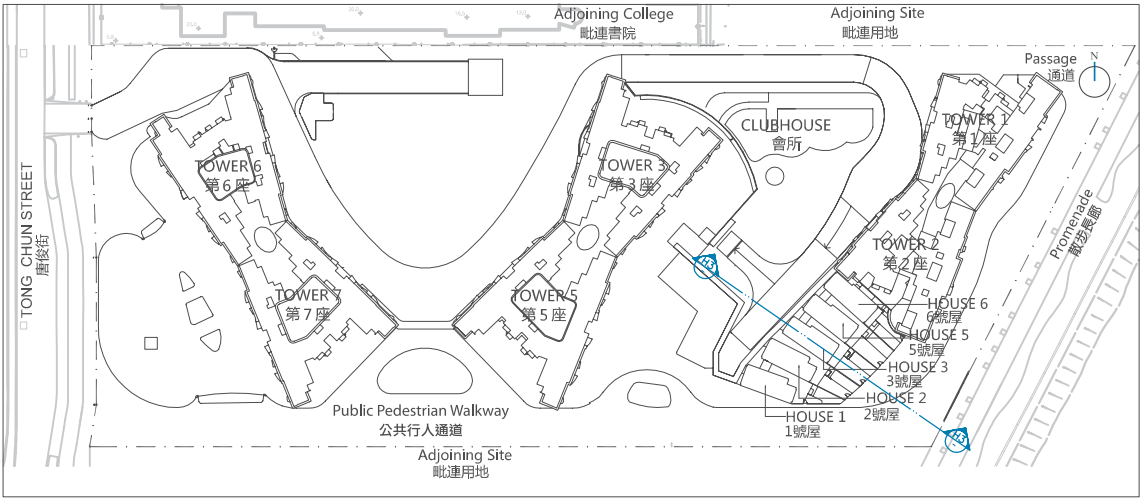 Adjoining College
毗連書院
Adjoining Site
毗連用地
Passage
通道
N
TOWER 1
第1座
CLUBHOUSE
會所
TOWER 6
第6座
TOWER 3
第3座
TONG CHUN STREET
唐俊街
Promenade
散步長廊
TOWER 2
第2座
H3
TOWER 7
第7座
TOWER 5
第5座
HOUSE 6
6號屋
HOUSE 5
5號屋
HOUSE 3
3號屋
HOUSE 2
2號屋
HOUSE 1
1號屋
Public Pedestrian Walkway
公共行人通道
H3
Adjoining Site
毗連用地